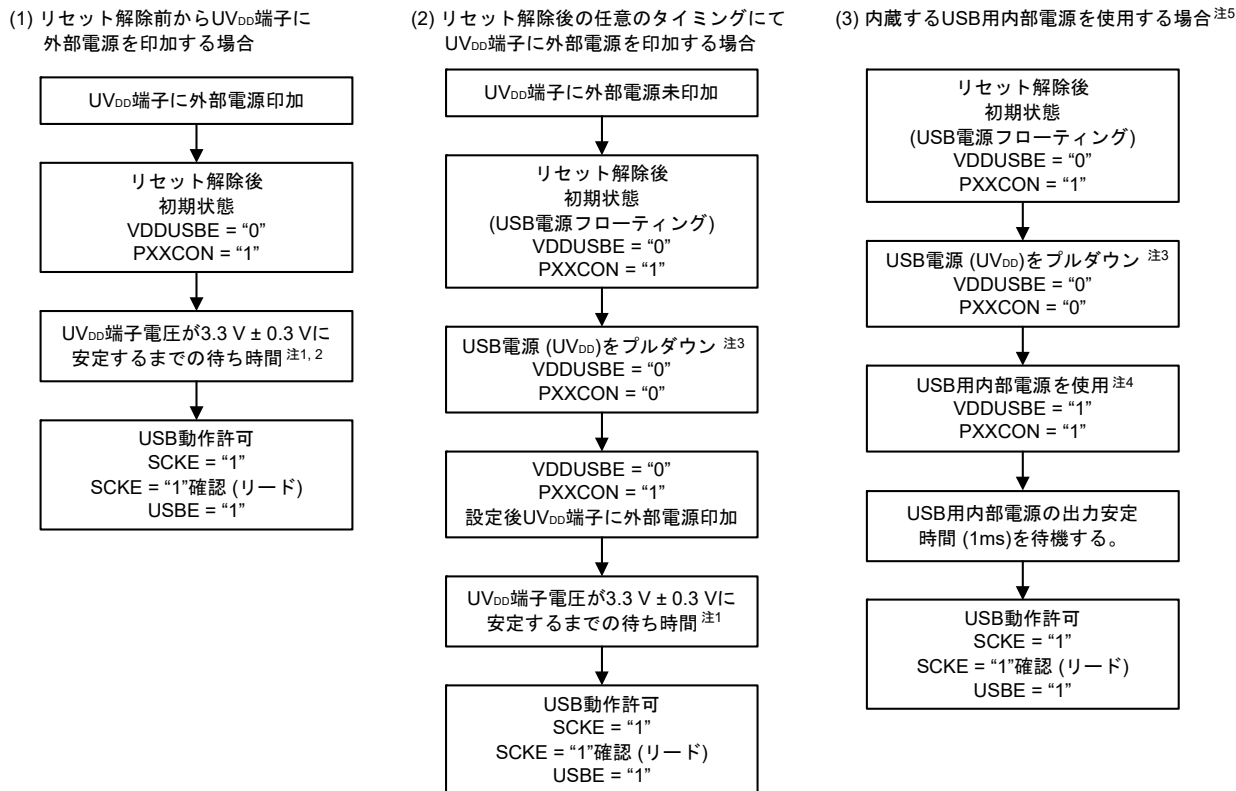 (1) リセット解除前からUVDD端子に
外部電源を印加する場合
UVDD端子に外部電源印加
リセット解除後
初期状態
VDDUSBE = “0”
PXXCON = “1”
UVDD端子電圧が3.3 V ± 0.3 Vに
安定するまでの待ち時間 注1, 2
USB動作許可
SCKE = “1”
SCKE = “1”確認 (リード)
USBE = “1”
(2) リセット解除後の任意のタイミングにて
UVDD端子に外部電源を印加する場合
UVDD端子に外部電源未印加
リセット解除後
初期状態
(USB電源フローティング)
VDDUSBE = “0”
PXXCON = “1”
USB電源 (UVDD)をプルダウン 注3
VDDUSBE = “0”
PXXCON = “0”
VDDUSBE = “0”
PXXCON = “1”
設定後UVDD端子に外部電源印加
UVDD端子電圧が3.3 V ± 0.3 Vに
安定するまでの待ち時間 注1
USB動作許可
SCKE = “1”
SCKE = “1”確認 (リード)
USBE = “1”
(3) 内蔵するUSB用内部電源を使用する場合 注5
リセット解除後
初期状態
(USB電源フローティング)
VDDUSBE = “0”
PXXCON = “1”
USB電源 (UVDD)をプルダウン 注3
VDDUSBE = “0”
PXXCON = “0”
USB用内部電源を使用 注4
VDDUSBE = “1”
PXXCON = “1”
USB用内部電源の出力安定
時間 (1ms)を待機する。
USB動作許可
SCKE = “1”
SCKE = “1”確認 (リード)
USBE = “1”